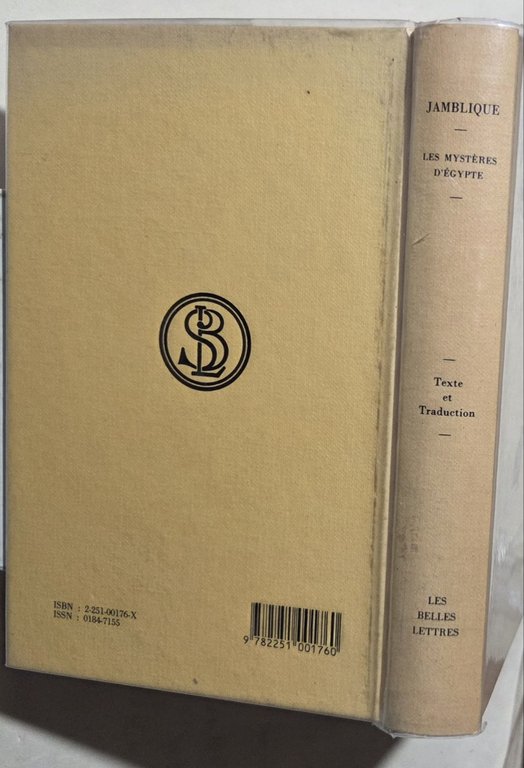 JAMBLIQUE
LES MYSTÈRES
D'ÉGYPTE
Texte
et
Traduction
LES
BELLES
LETTRES
SBL
ISBN : 2-251-00176-X
ISSN : 0184-7155
9 782251 001760